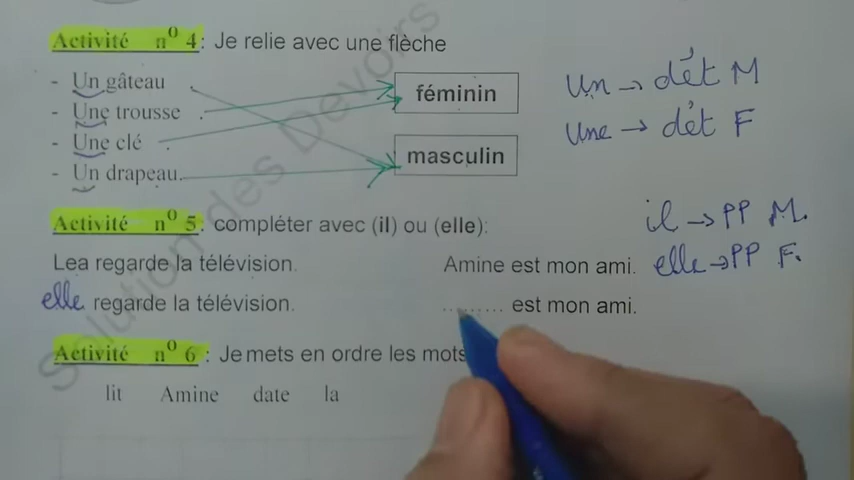 Activité n° 4 : Je relie avec une flèche
- Un gâteau
- Une trousse
- Une clé
- Un drapeau.
féminin
masculin
Un → dét M
Une → dét F
Activité n° 5 : compléter avec (il) ou (elle):
il → PP M.
elle → PP F.
Lea regarde la télévision.
Amine est mon ami.
elle regarde la télévision.
......... est mon ami.
Activité n° 6 : Je mets en ordre les mots
lit Amine date la
Solution des Devoirs